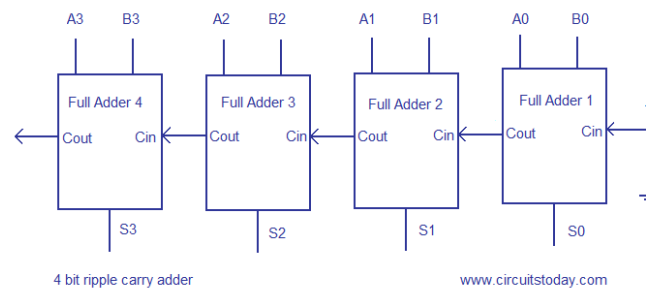 A3 B3 A2 B2 A1 B1 A0 B0
Full Adder 4 Full Adder 3 Full Adder 2 Full Adder 1
Cout Cin Cout Cin Cout Cin Cout Cin
S3 S2 S1 S0
4 bit ripple carry adder www.circuitstoday.com